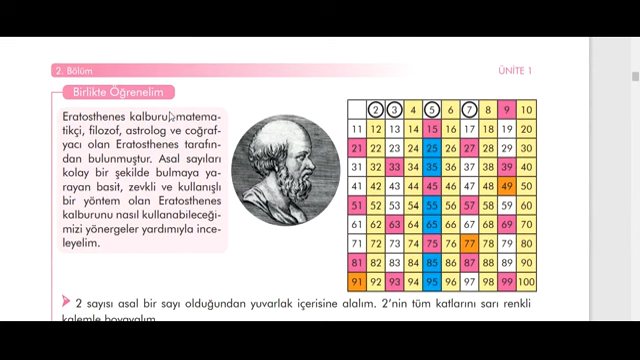 2. Bölüm
ÜNİTE 1
Birlikte Öğrenelim
Eratosthenes kalburu, matema-
tikçi, filozof, astrolog ve coğraf-
yacı olan Eratosthenes tarafın-
dan bulunmuştur. Asal sayıları
kolay bir şekilde bulmaya ya-
rayan basit, zevkli ve kullanışlı
bir yöntem olan Eratosthenes
kalburunu nasıl kullanabileceği-
mizi yönergeler yardımıyla ince-
leyelim.
2 3 4 5 6 7 8 9 10
11 12 13 14 15 16 17 18 19 20
21 22 23 24 25 26 27 28 29 30
31 32 33 34 35 36 37 38 39 40
41 42 43 44 45 46 47 48 49 50
51 52 53 54 55 56 57 58 59 60
61 62 63 64 65 66 67 68 69 70
71 72 73 74 75 76 77 78 79 80
81 82 83 84 85 86 87 88 89 90
91 92 93 94 95 96 97 98 99 100
2 sayısı asal bir sayı olduğundan yuvarlak içerisine alalım. 2'nin tüm katlarını sarı renkli
kalemle boyayalım.